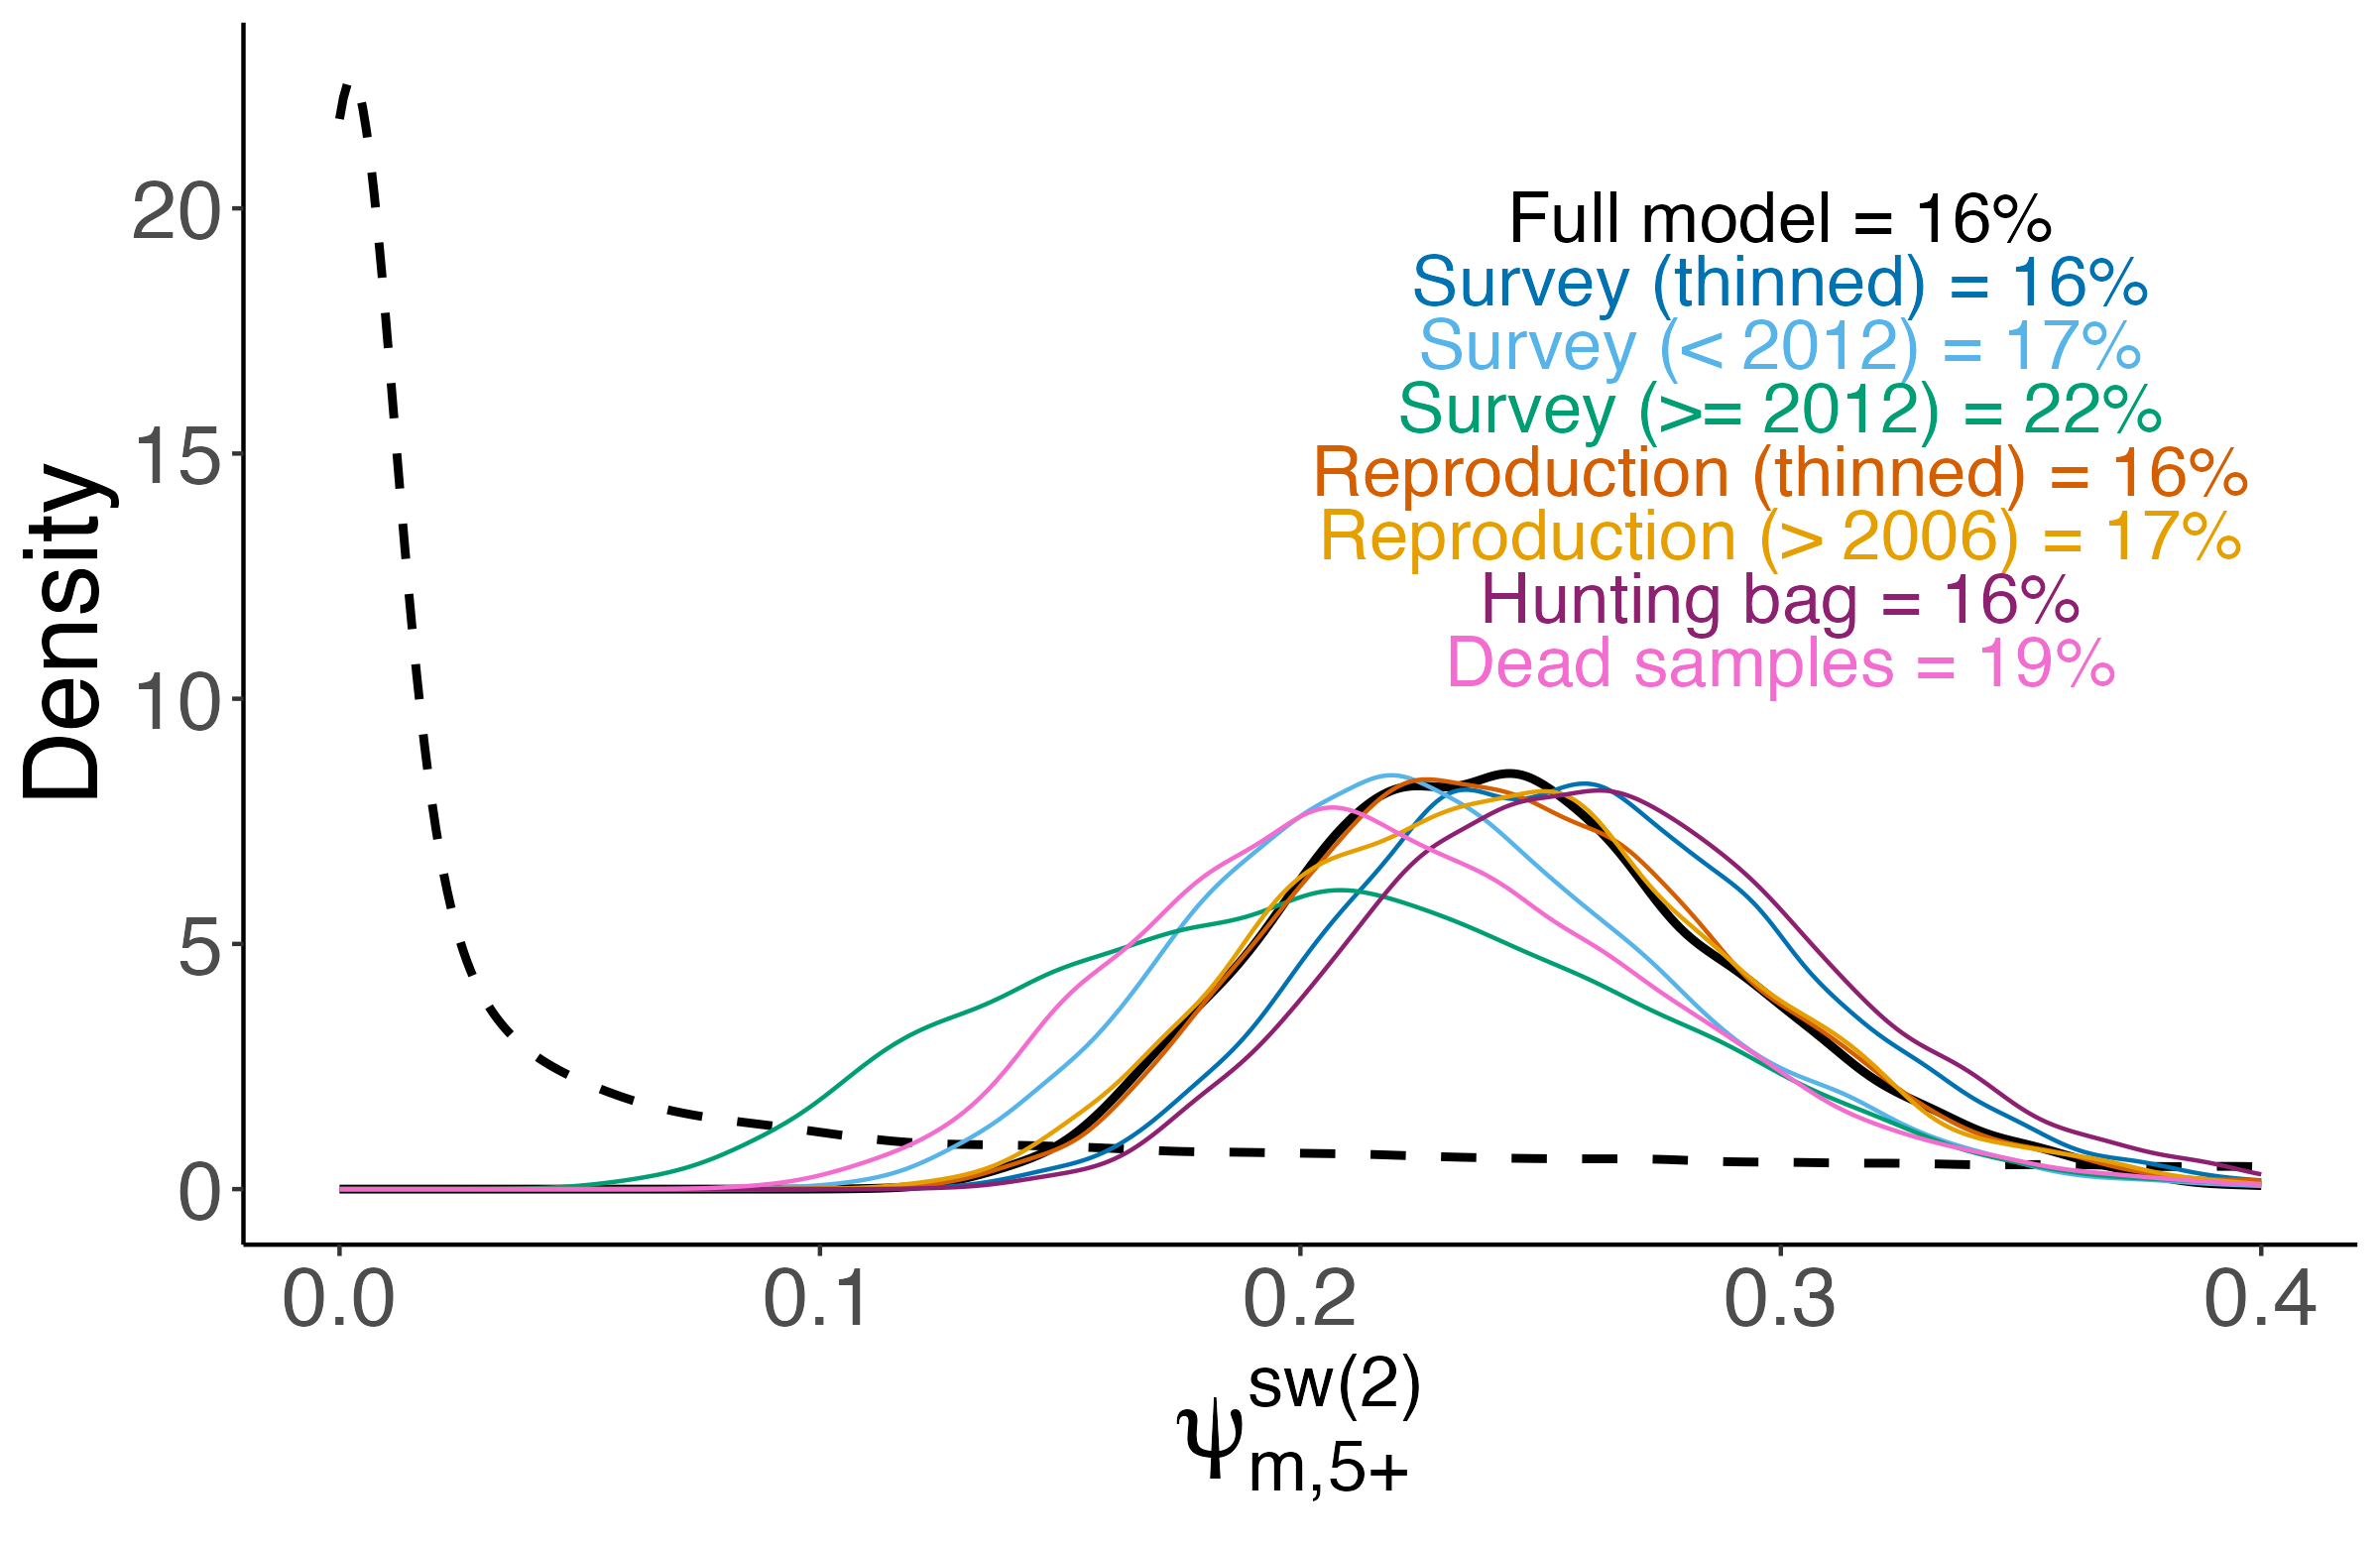 Density
20
15
10
5
0
Full model = 16%
Survey (thinned) = 16%
Survey (< 2012) = 17%
Survey (>= 2012) = 22%
Reproduction (thinned) = 16%
Reproduction (> 2006) = 17%
Hunting bag = 16%
Dead samples = 19%
0.0 0.1 0.2 0.3 0.4
sw(2)
ψ
m,5+